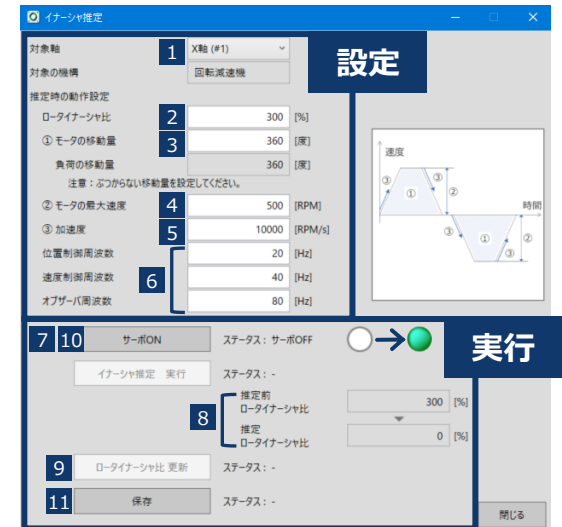 イナーシャ推定
設定
対象軸 1 X軸 (#1)
対象の機構 回転減速機
推定時の動作設定
ロータイナーシャ比 2 300 [%]
① モータの移動量 3 360 [度]
負荷の移動量 360 [度]
注意：ぶつからない移動量を設定してください。
② モータの最大速度 4 500 [RPM]
③ 加速度 5 10000 [RPM/s]
位置制御周波数 20 [Hz]
速度制御周波数 6 40 [Hz]
オブザーバ周波数 80 [Hz]
速度
③ ① ③ ②
時間
③ ① ③ ②
実行
7 10 サーボON ステータス： サーボOFF
イナーシャ推定 実行 ステータス： -
8
推定前
ロータイナーシャ比 300 [%]
推定
ロータイナーシャ比 0 [%]
9 ロータイナーシャ比 更新 ステータス： -
11 保存 ステータス： -
閉じる